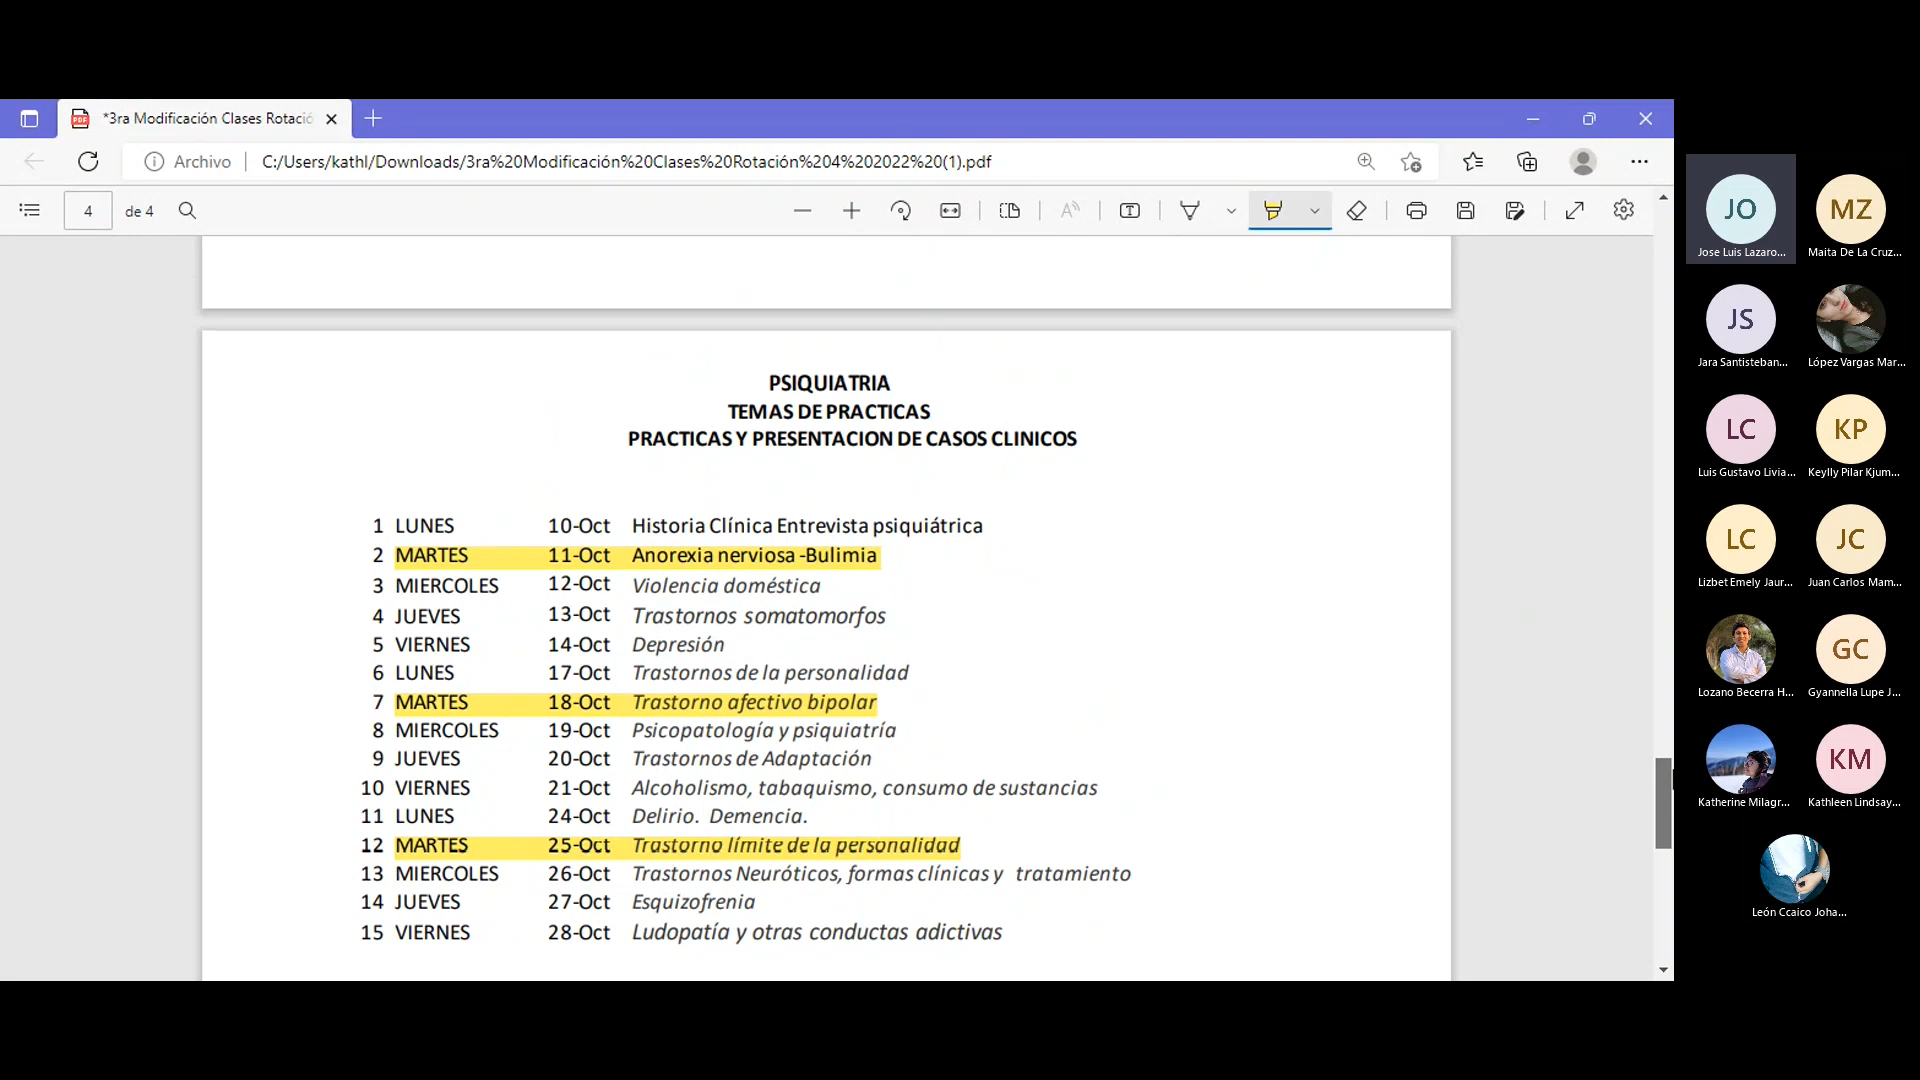 *3ra Modificación Clases Rotació
Archivo C:/Users/kathl/Downloads/3ra%20Modificación%20Clases%20Rotación%204%202022%20(1).pdf
4 de 4
PSIQUIATRIA
TEMAS DE PRACTICAS
PRACTICAS Y PRESENTACION DE CASOS CLINICOS
1 LUNES 10-Oct Historia Clínica Entrevista psiquiátrica
2 MARTES 11-Oct Anorexia nerviosa -Bulimia
3 MIERCOLES 12-Oct Violencia doméstica
4 JUEVES 13-Oct Trastornos somatomorfos
5 VIERNES 14-Oct Depresión
6 LUNES 17-Oct Trastornos de la personalidad
7 MARTES 18-Oct Trastorno afectivo bipolar
8 MIERCOLES 19-Oct Psicopatología y psiquiatría
9 JUEVES 20-Oct Trastornos de Adaptación
10 VIERNES 21-Oct Alcoholismo, tabaquismo, consumo de sustancias
11 LUNES 24-Oct Delirio. Demencia.
12 MARTES 25-Oct Trastorno límite de la personalidad
13 MIERCOLES 26-Oct Trastornos Neuróticos, formas clínicas y tratamiento
14 JUEVES 27-Oct Esquizofrenia
15 VIERNES 28-Oct Ludopatía y otras conductas adictivas
JO MZ
Jose Luis Lazaro... Maita De La Cruz...
JS
Jara Santisteban... López Vargas Mar...
LC KP
Luis Gustavo Livia... Keylly Pilar Kjum...
LC JC
Lizbet Emely Jaur... Juan Carlos Mam...
GC
Lozano Becerra H... Gyannella Lupe J...
KM
Katherine Milagr... Kathleen Lindsay...
León Ccaico Joha...